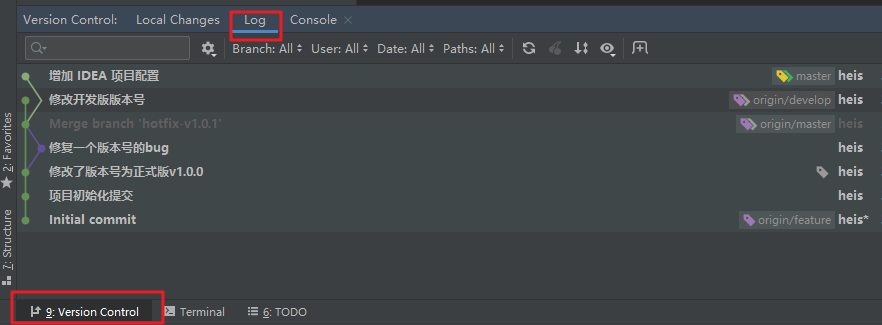 Version Control: Local Changes Log Console
Branch: All User: All Date: All Paths: All
增加 IDEA 项目配置 master heis
修改开发版版本号 origin/develop heis
Merge branch 'hotfix-v1.0.1' origin/master heis
修复一个版本号的bug heis
修改了版本号为正式版v1.0.0 heis
项目初始化提交 heis
Initial commit origin/feature heis*
2: Favorites
7: Structure
9: Version Control Terminal 6: TODO